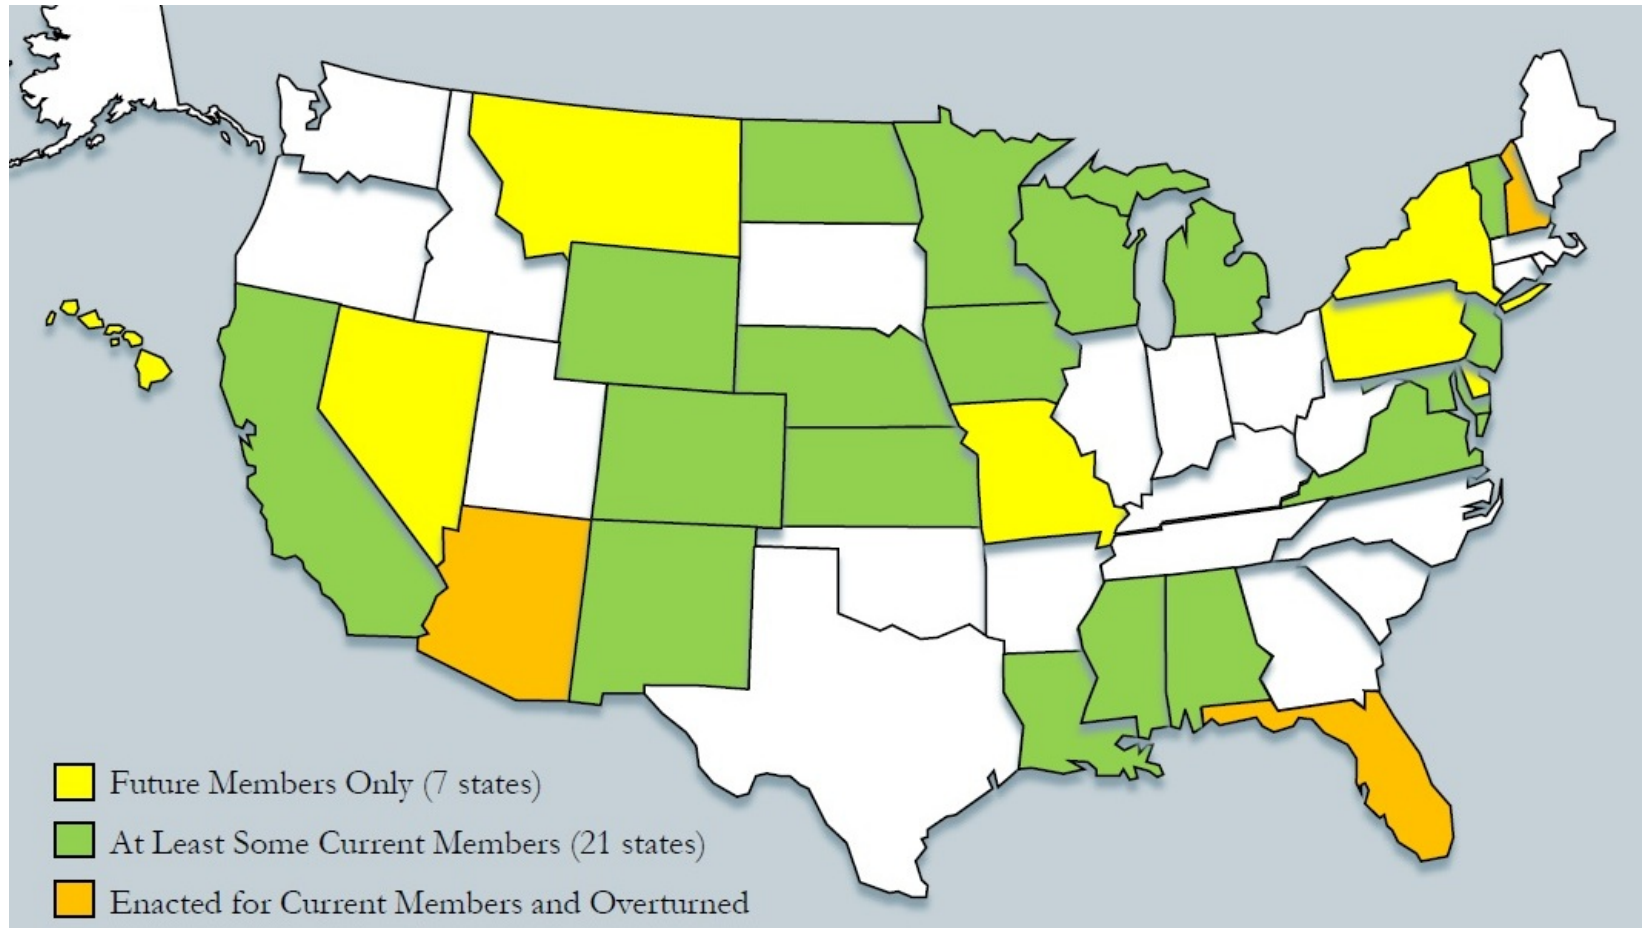 Future Members Only (7 states)
At Least Some Current Members (21 states)
Enacted for Current Members and Overturned